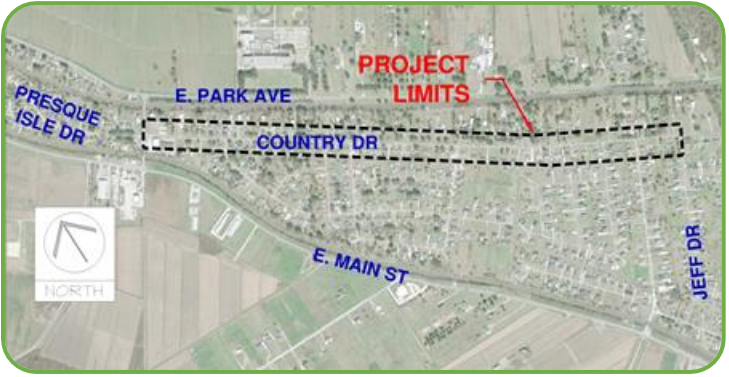 PROJECT
LIMITS
E. PARK AVE
PRESQUE
ISLE DR
COUNTRY DR
E. MAIN ST
JEFF DR
NORTH